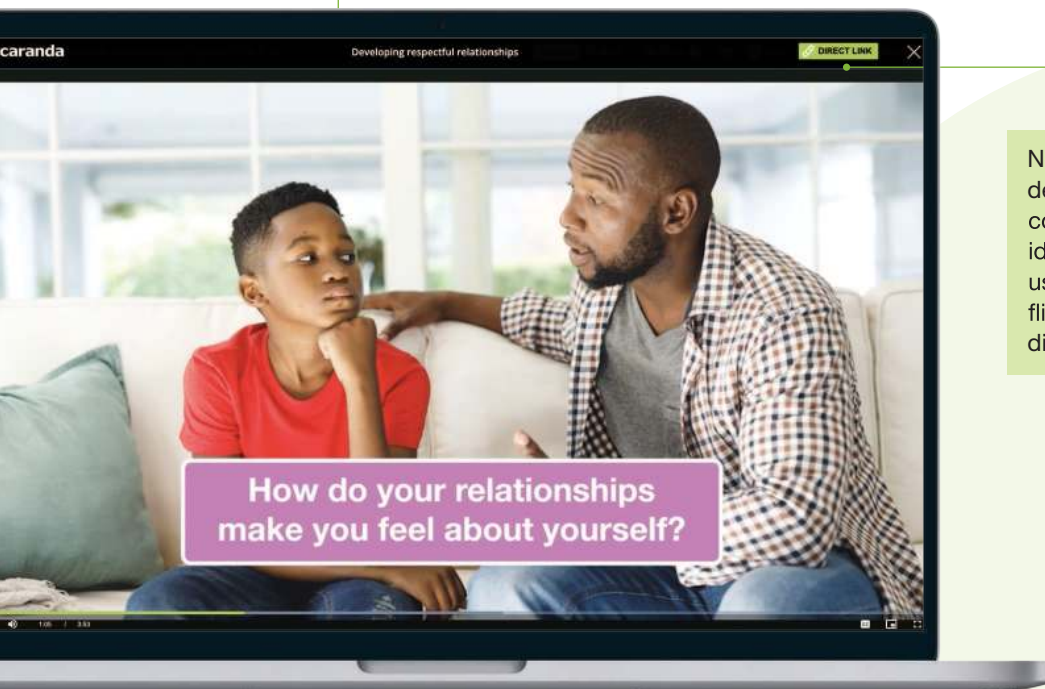 caranda
Developing respectful relationships
DIRECT LINK
How do your relationships
make you feel about yourself?
1:05 / 3:53